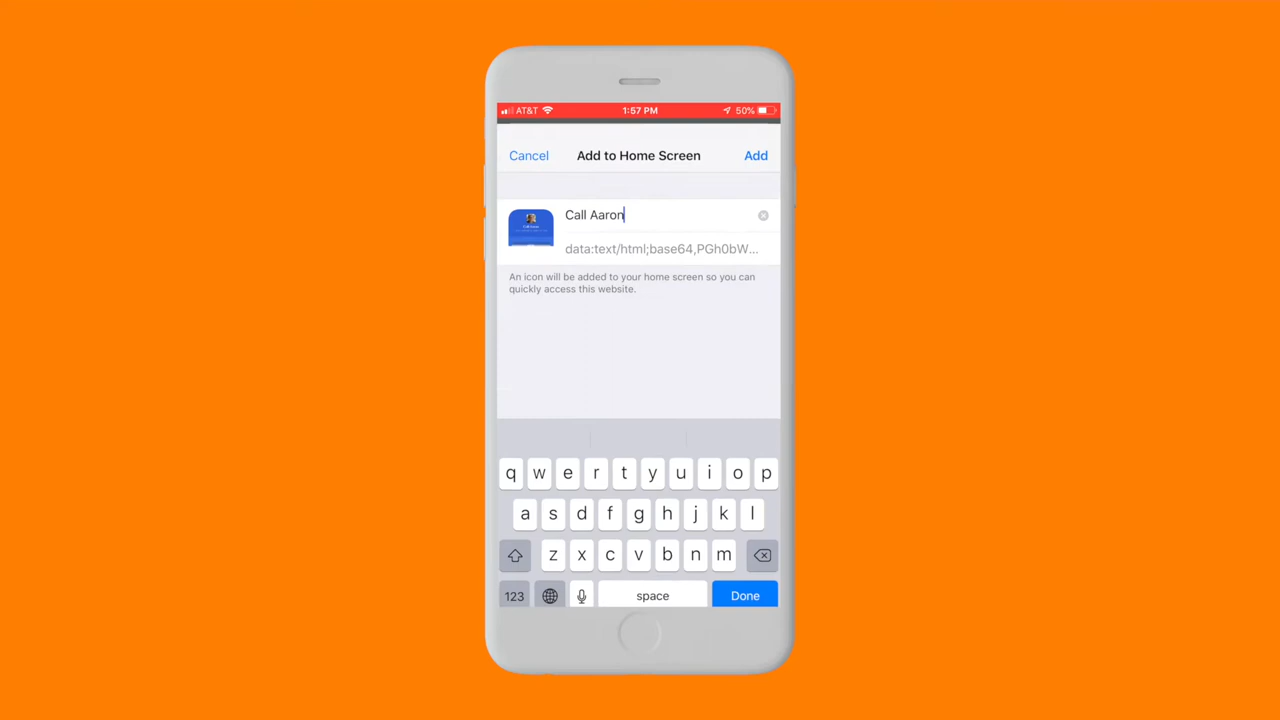 AT&T 1:57 PM 50%
Cancel Add to Home Screen Add
Call Aaron
data:text/html;base64,PGh0bW...
An icon will be added to your home screen so you can
quickly access this website.
q w e r t y u i o p
a s d f g h j k l
z x c v b n m
123 space Done